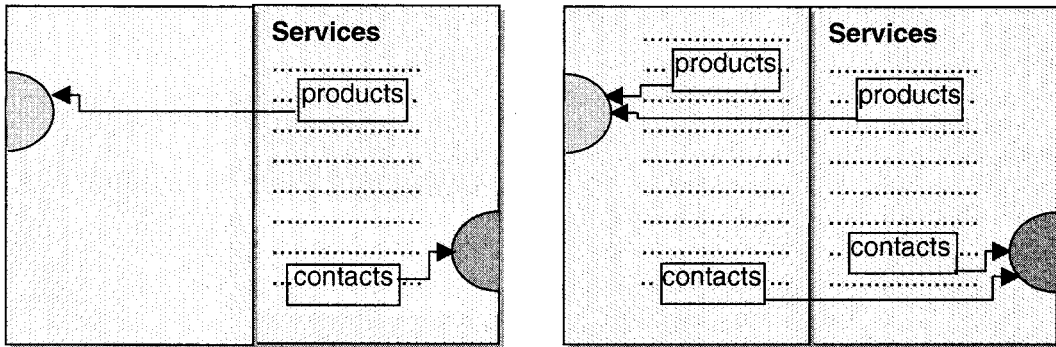 Services
products
contacts
products
contacts
Services
products
contacts